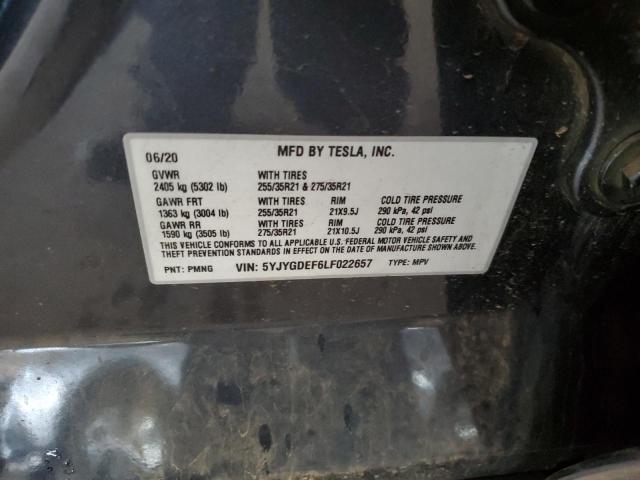 06/20 MFD BY TESLA, INC.
GVWR WITH TIRES
2405 kg (5302 lb) 255/35R21 & 275/35R21
GAWR FRT WITH TIRES RIM COLD TIRE PRESSURE
1363 kg (3004 lb) 255/35R21 21X9.5J 290 kPa, 42 psi
GAWR RR WITH TIRES RIM COLD TIRE PRESSURE
1590 kg (3505 lb) 275/35R21 21X10.5J 290 kPa, 42 psi
THIS VEHICLE CONFORMS TO ALL APPLICABLE U.S. FEDERAL MOTOR VEHICLE SAFETY AND
THEFT PREVENTION STANDARDS IN EFFECT ON THE DATE OF MANUFACTURE SHOWN ABOVE.
PNT: PMNG VIN: 5YJYGDEF6LF022657 TYPE: MPV